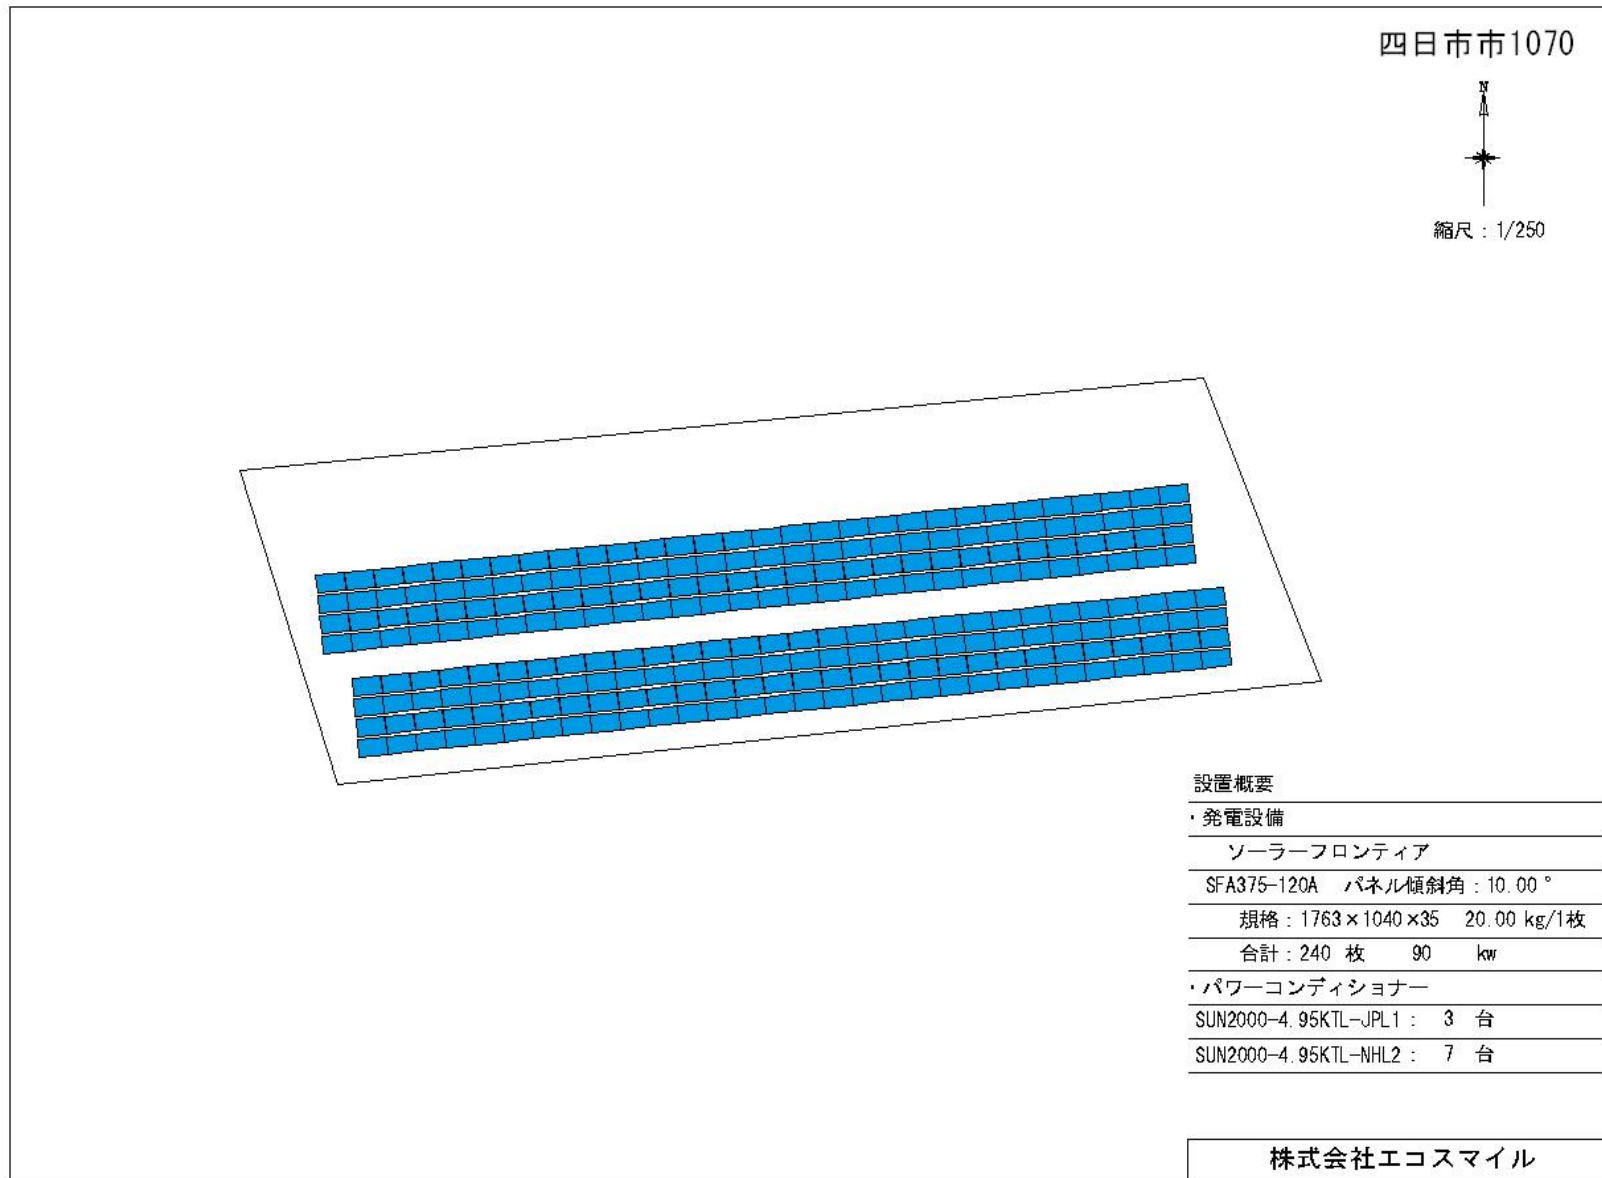 四日市市1070
N
縮尺：1/250
設置概要
・発電設備
ソーラーフロンティア
SFA375-120A パネル傾斜角：10.00°
規格：1763×1040×35 20.00 kg/1枚
合計：240 枚 90 kw
・パワーコンディショナー
SUN2000-4.95KTL-JPL1： 3 台
SUN2000-4.95KTL-NHL2： 7 台
株式会社エコスマイル